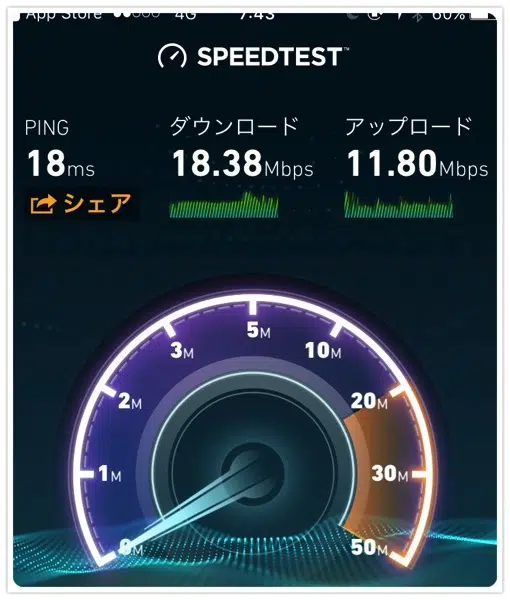 App Store 4G 7:43 60%
SPEEDTEST™
PING ダウンロード アップロード
18ms 18.38Mbps 11.80Mbps
シェア
5M
3M 10M
2M 20M
1M 30M
0M 50M